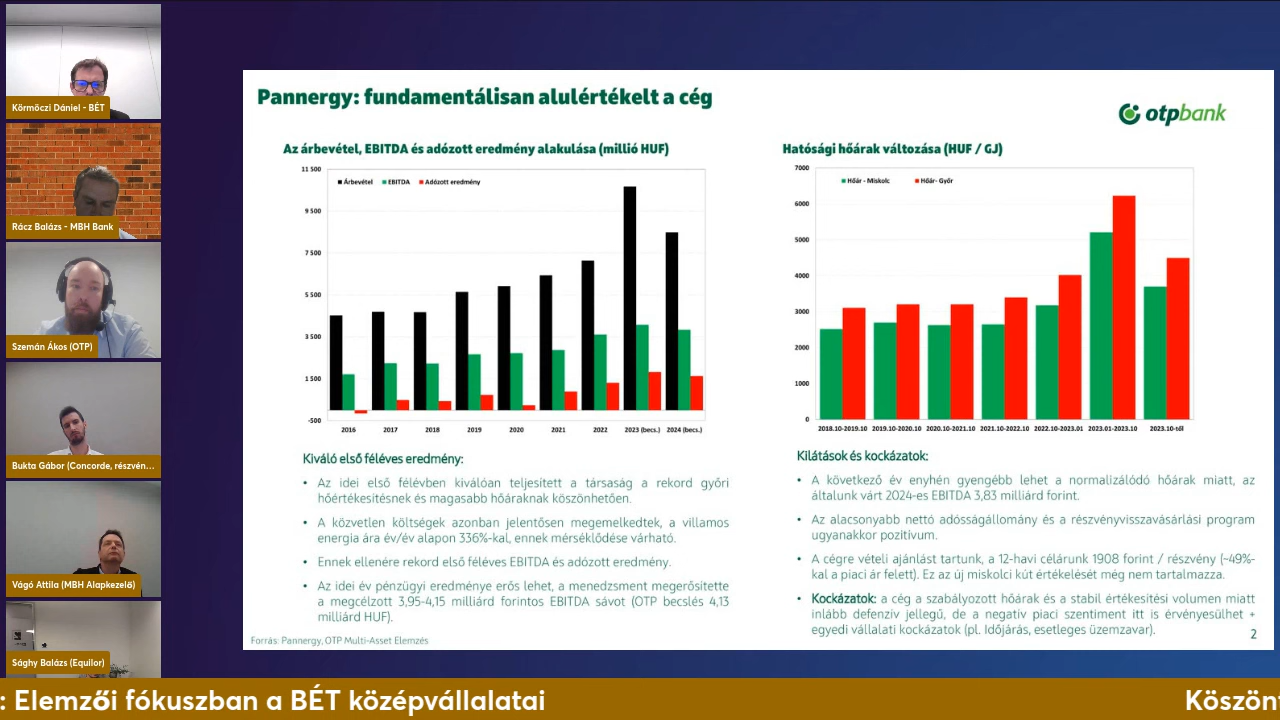 Körmöczi Dániel - BÉT
Rácz Balázs - MBH Bank
Szemán Ákos (OTP)
Bukta Gábor (Concorde, részvén...
Vágó Attila (MBH Alapkezelő)
Sághy Balázs (Equilor)
Pannergy: fundamentálisan alulértékelt a cég
otpbank
Az árbevétel, EBITDA és adózott eredmény alakulása (millió HUF)
11 500
9 500
7 500
5 500
3 500
1 500
-500
Árbevétel EBITDA Adózott eredmény
2016 2017 2018 2019 2020 2021 2022 2023 (becs.) 2024 (becs.)
Hatósági hőárak változása (HUF / GJ)
7000
6000
5000
4000
3000
2000
1000
0
Hőár - Miskolc Hőár- Győr
2018.10-2019.10 2019.10-2020.10 2020.10-2021.10 2021.10-2022.10 2022.10-2023.01 2023.01-2023.10 2023.10-től
Kiváló első féléves eredmény:
• Az idei első félévben kiválóan teljesített a társaság a rekord győri
hőértékesítésnek és magasabb hőáraknak köszönhetően.
• A közvetlen költségek azonban jelentősen megemelkedtek, a villamos
energia ára év/év alapon 336%-kal, ennek mérséklődése várható.
• Ennek ellenére rekord első féléves EBITDA és adózott eredmény.
• Az idei év pénzügyi eredménye erős lehet, a menedzsment megerősítette
a megcélzott 3,95-4,15 milliárd forintos EBITDA sávot (OTP becslés 4,13
milliárd HUF).
Forrás: Pannergy, OTP Multi-Asset Elemzés
Kilátások és kockázatok:
• A következő év enyhén gyengébb lehet a normalizálódó hőárak miatt, az
általunk várt 2024-es EBITDA 3,83 milliárd forint.
• Az alacsonyabb nettó adósságállomány és a részvényvisszavásárlási program
ugyanakkor pozitívum.
• A cégre vételi ajánlást tartunk, a 12-havi célárunk 1908 forint / részvény (~49%-
kal a piaci ár felett). Ez az új miskolci kút értékelését még nem tartalmazza.
• Kockázatok: a cég a szabályozott hőárak és a stabil értékesítési volumen miatt
inlább defenzív jellegű, de a negatív piaci szentiment itt is érvényesülhet +
egyedi vállalati kockázatok (pl. Időjárás, esetleges üzemzavar).
2
: Elemzői fókuszban a BÉT középvállalatai
Köszönt